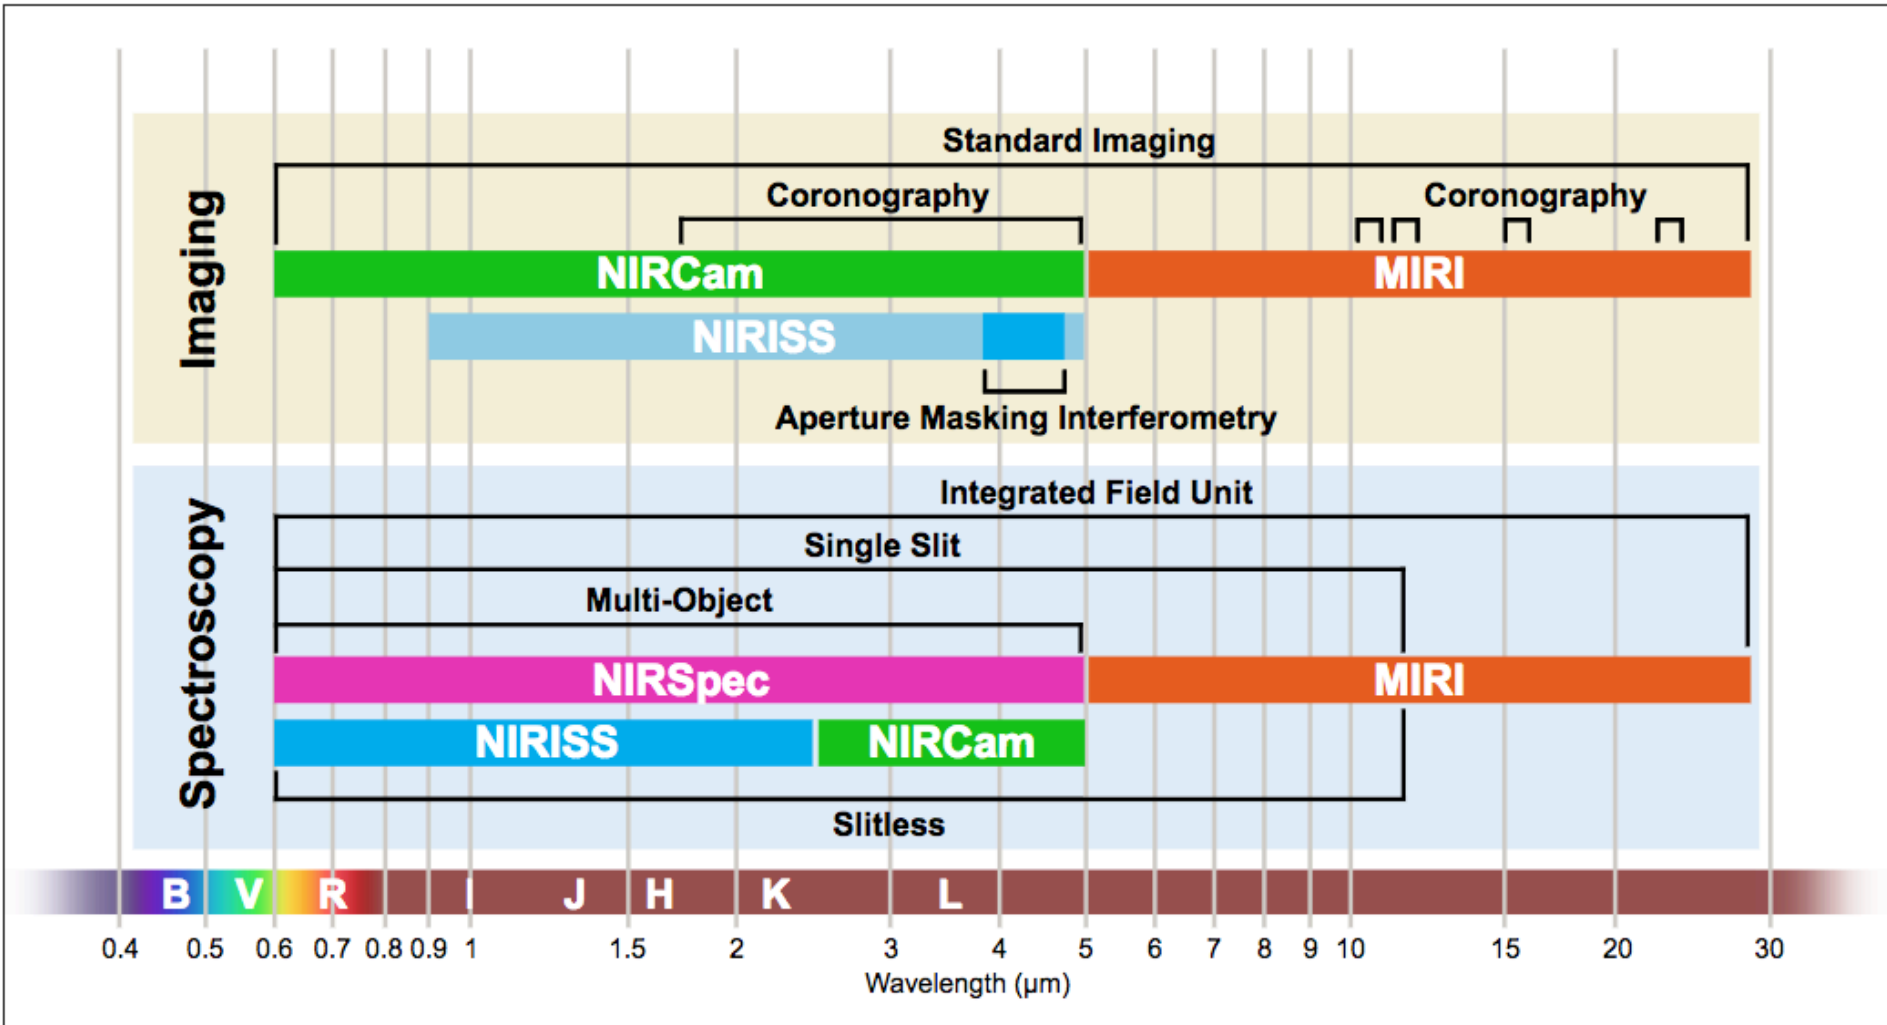 Imaging
Standard Imaging
Coronography
Coronography
NIRCam
MIRI
NIRISS
Aperture Masking Interferometry
Spectroscopy
Integrated Field Unit
Single Slit
Multi-Object
NIRSpec
MIRI
NIRISS
NIRCam
Slitless
B V R I J H K L
0.4 0.5 0.6 0.7 0.8 0.9 1 1.5 2 3 4 5 6 7 8 9 10 15 20 30
Wavelength (µm)